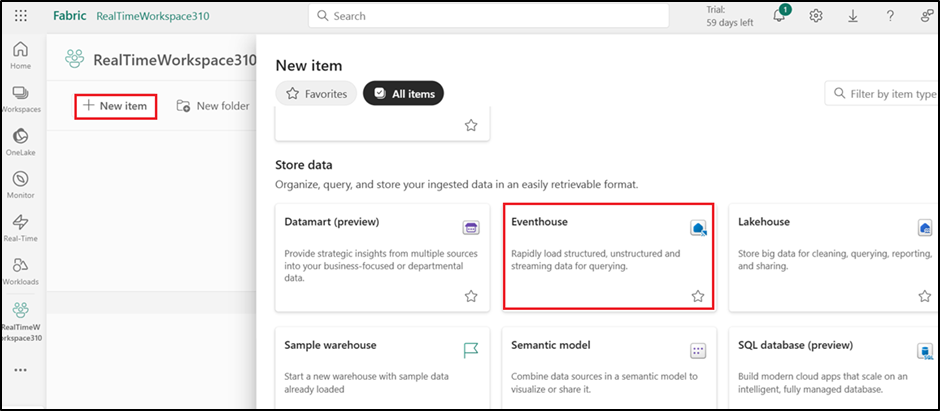 Fabric RealTimeWorkspace310
Search
Trial:
59 days left
1
?
Home
Workspaces
OneLake
Monitor
Real-Time
Workloads
RealTimeW
orkspace310
RealTimeWorkspace310
+ New item
New folder
New item
Favorites
All items
Filter by item type
Store data
Organize, query, and store your ingested data in an easily retrievable format.
Datamart (preview)
Provide strategic insights from multiple sources
into your business-focused or departmental
data.
Eventhouse
Rapidly load structured, unstructured and
streaming data for querying.
Lakehouse
Store big data for cleaning, querying, reporting,
and sharing.
Sample warehouse
Start a new warehouse with sample data
already loaded
Semantic model
Combine data sources in a semantic model to
visualize or share it.
SQL database (preview)
SQL
Build modern cloud apps that scale on an
intelligent, fully managed database.